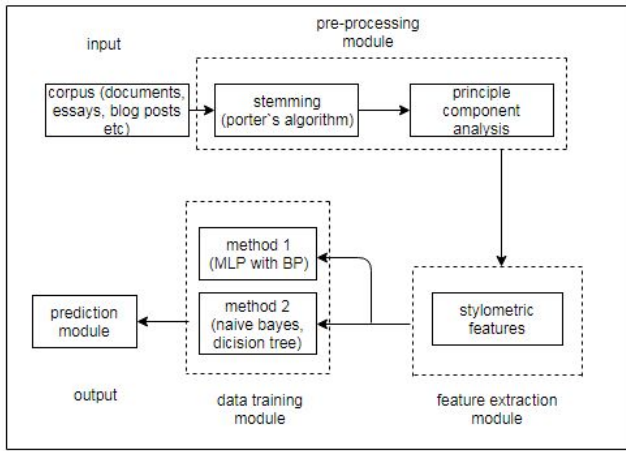 input
pre-processing
module
corpus (documents,
essays, blog posts
etc)
stemming
(porter`s algorithm)
principle
component
analysis
method 1
(MLP with BP)
method 2
(naive bayes,
dicision tree)
prediction
module
stylometric
features
output
data training
module
feature extraction
module